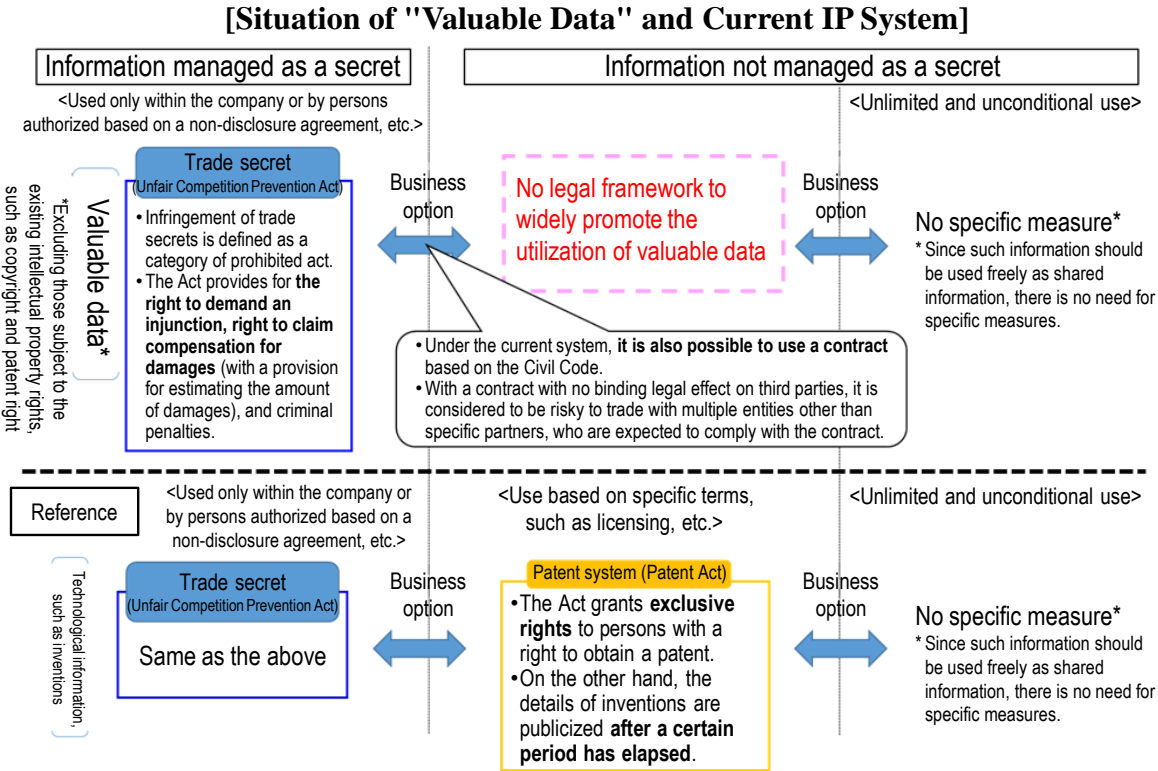 [Situation of "Valuable Data" and Current IP System]
Information managed as a secret
Information not managed as a secret
<Used only within the company or by persons
authorized based on a non-disclosure agreement, etc.>
<Unlimited and unconditional use>
Valuable data*
*Excluding those subject to the
existing intellectual property rights,
such as copyright and patent right
Trade secret
(Unfair Competition Prevention Act)
• Infringement of trade
secrets is defined as a
category of prohibited act.
• The Act provides for the
right to demand an
injunction, right to claim
compensation for
damages (with a provision
for estimating the amount
of damages), and criminal
penalties.
Business
option
No legal framework to
widely promote the
utilization of valuable data
Business
option
No specific measure*
* Since such information should
be used freely as shared
information, there is no need for
specific measures.
• Under the current system, it is also possible to use a contract
based on the Civil Code.
• With a contract with no binding legal effect on third parties, it is
considered to be risky to trade with multiple entities other than
specific partners, who are expected to comply with the contract.
Reference
<Used only within the company or
by persons authorized based on a
non-disclosure agreement, etc.>
<Use based on specific terms,
such as licensing, etc.>
<Unlimited and unconditional use>
Technological information,
such as inventions
Trade secret
(Unfair Competition Prevention Act)
Same as the above
Business
option
Patent system (Patent Act)
•The Act grants exclusive
rights to persons with a
right to obtain a patent.
•On the other hand, the
details of inventions are
publicized after a certain
period has elapsed.
Business
option
No specific measure*
* Since such information should
be used freely as shared
information, there is no need for
specific measures.